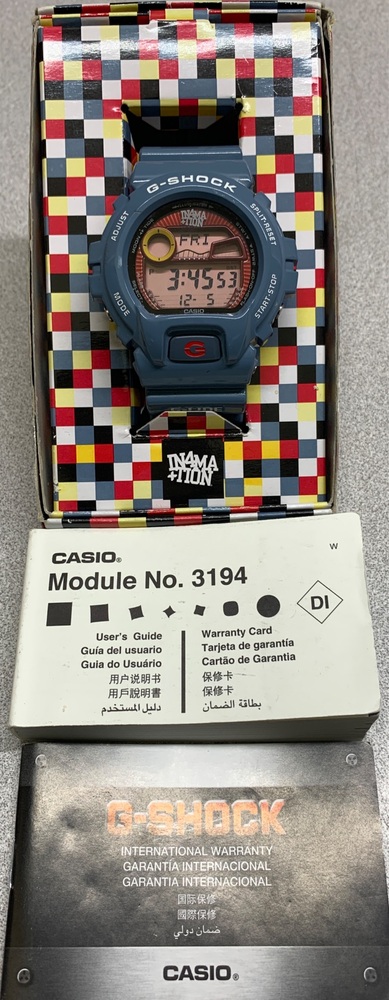 G-SHOCK
ADJUST
SPLIT·RESET
IN4MA
+TION
FRI
3:45 53
12- 5
CASIO
MODE
START·STOP
G
IN4MA
+TION
CASIO®
W
Module No. 3194
DI
User's Guide
Guía del usuario
Guia do Usuário
用户说明书
用戶說明書
دليل المستخدم
Warranty Card
Tarjeta de garantía
Cartão de Garantia
保修卡
保修卡
بطاقة الضمان
G-SHOCK
INTERNATIONAL WARRANTY
GARANTÍA INTERNACIONAL
GARANTIA INTERNACIONAL
国际保修
國際保修
ضمان دولي
CASIO®